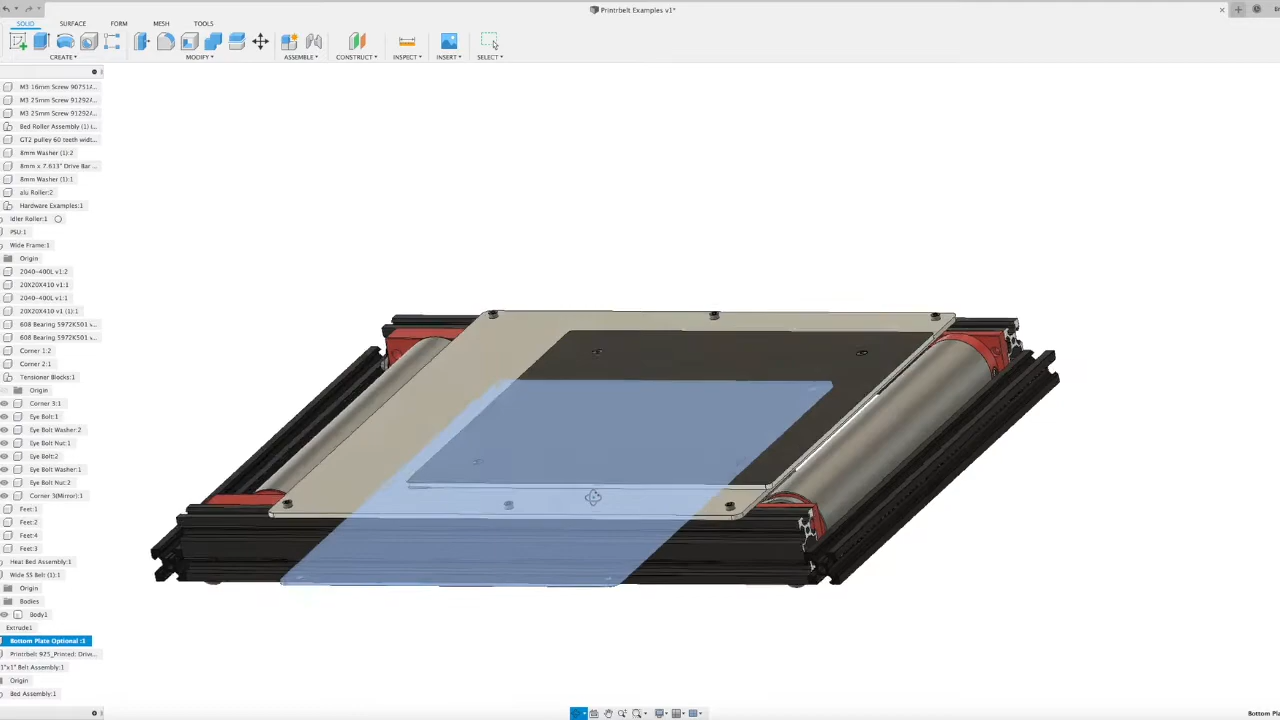 Printrbelt Examples v1*
SOLID SURFACE FORM MESH TOOLS
CREATE▾ MODIFY▾ ASSEMBLE▾ CONSTRUCT▾ INSPECT▾ INSERT▾ SELECT▾
M3 16mm Screw 90751A...
M3 25mm Screw 91292A...
M3 25mm Screw 91292A...
Bed Roller Assembly (1) (...
GT2 pulley 60 teeth widt...
8mm Washer (1):2
8mm x 7.613" Drive Bar ...
8mm Washer (1):1
alu Roller:2
Hardware Examples:1
Idler Roller:1
PSU:1
Wide Frame:1
Origin
2040-400L v1:2
20X20X410 v1:1
2040-400L v1:1
20X20X410 v1 (1):1
608 Bearing 5972K501 v...
608 Bearing 5972K501 v...
Corner 1:2
Corner 2:1
Tensioner Blocks:1
Origin
Corner 3:1
Eye Bolt:1
Eye Bolt Washer:2
Eye Bolt Nut:1
Eye Bolt:2
Eye Bolt Washer:1
Eye Bolt Nut:2
Corner 3(Mirror):1
Feet:1
Feet:2
Feet:4
Feet:3
Heat Bed Assembly:1
Wide SS Belt (1):1
Origin
Bodies
Body1
Extrude1
Bottom Plate Optional :1
Printrbelt 925_Printed: Driv...
1"x1" Belt Assembly:1
Origin
Bed Assembly:1
Bottom Pla